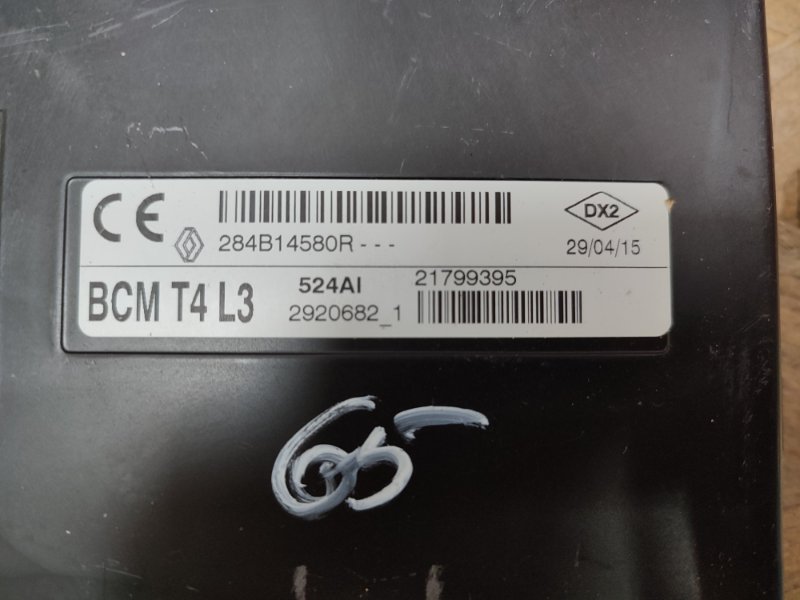 CE
284B14580R - - -
DX2
29/04/15
BCM T4 L3
524AI
2920682_1
21799395
65